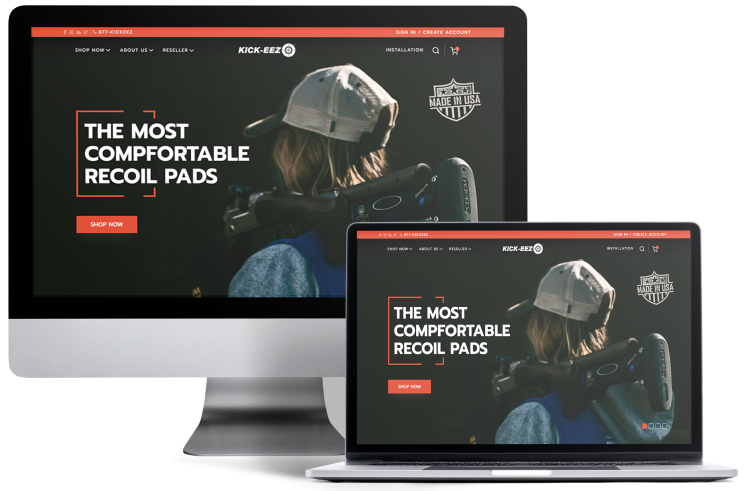 877-KICKEEZ
SIGN IN / CREATE ACCOUNT
SHOP NOW
ABOUT US
RESELLER
KICK-EEZ
INSTALLATION
MADE IN USA
THE MOST
COMPFORTABLE
RECOIL PADS
SHOP NOW
877-KICKEEZ
SIGN IN / CREATE ACCOUNT
SHOP NOW
ABOUT US
RESELLER
KICK-EEZ
INSTALLATION
MADE IN USA
THE MOST
COMPFORTABLE
RECOIL PADS
SHOP NOW